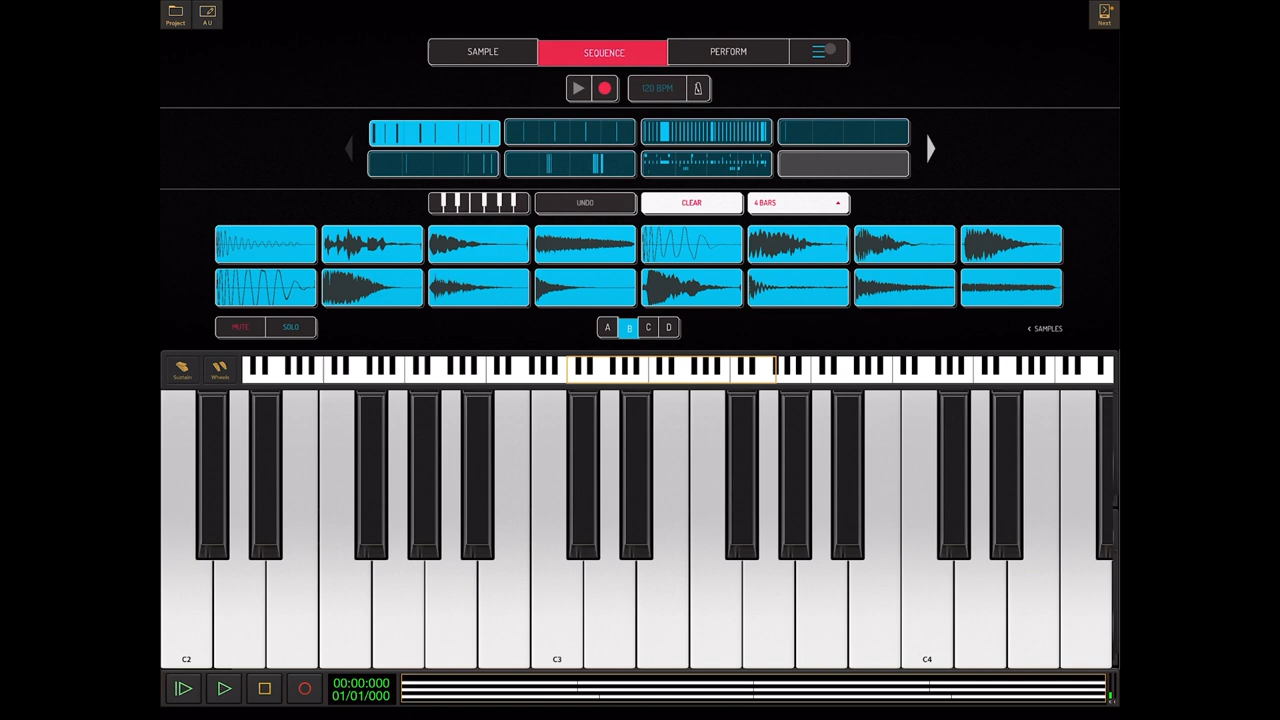 Project
AU
Next
SAMPLE
SEQUENCE
PERFORM
120 BPM
UNDO
CLEAR
4 BARS
MUTE
SOLO
A
B
C
D
< SAMPLES
Sustain
Wheels
C2
C3
C4
00:00:000
01/01/000